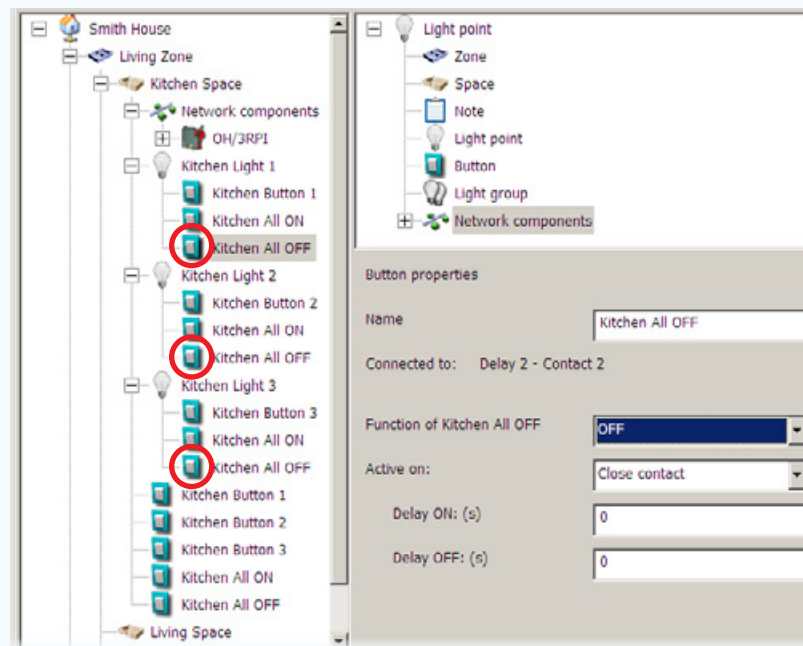 Smith House
Living Zone
Kitchen Space
Network components
OH/3RPI
Kitchen Light 1
Kitchen Button 1
Kitchen All ON
Kitchen All OFF
Kitchen Light 2
Kitchen Button 2
Kitchen All ON
Kitchen All OFF
Kitchen Light 3
Kitchen Button 3
Kitchen All ON
Kitchen All OFF
Kitchen Button 1
Kitchen Button 2
Kitchen Button 3
Kitchen All ON
Kitchen All OFF
Living Space
Light point
Zone
Space
Note
Light point
Button
Light group
Network components
Button properties
Name
Kitchen All OFF
Connected to: Delay 2 - Contact 2
Function of Kitchen All OFF
OFF
Active on:
Close contact
Delay ON: (s)
0
Delay OFF: (s)
0